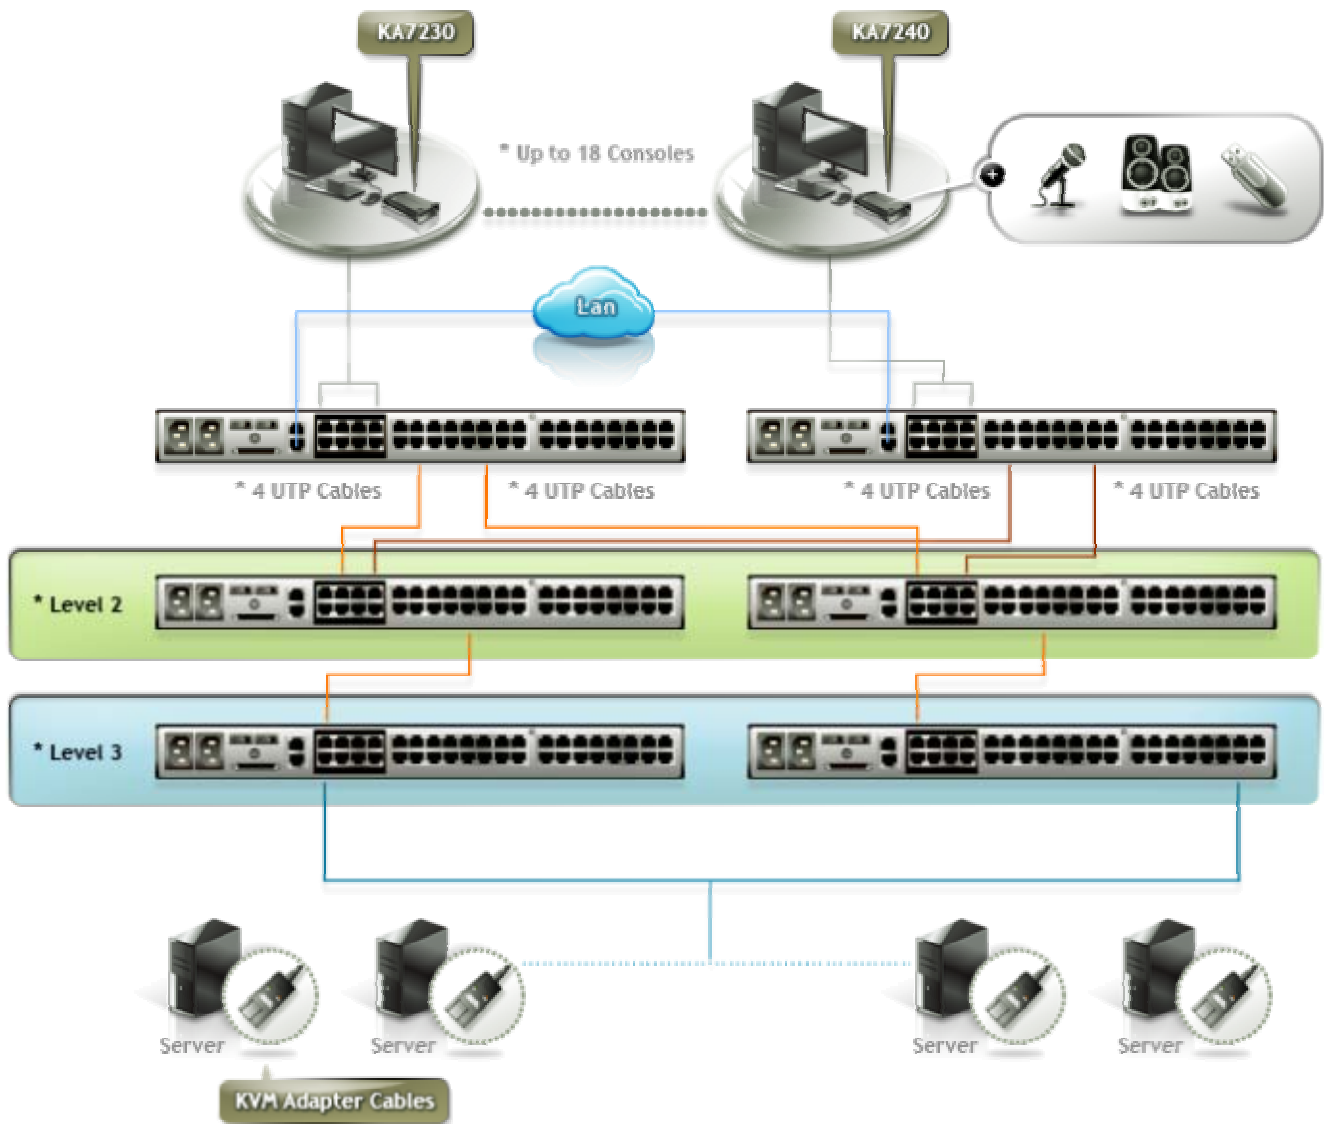 KA7230
KA7240
* Up to 18 Consoles
Lan
* 4 UTP Cables
* 4 UTP Cables
* 4 UTP Cables
* 4 UTP Cables
* Level 2
* Level 3
Server
Server
Server
Server
KVM Adapter Cables